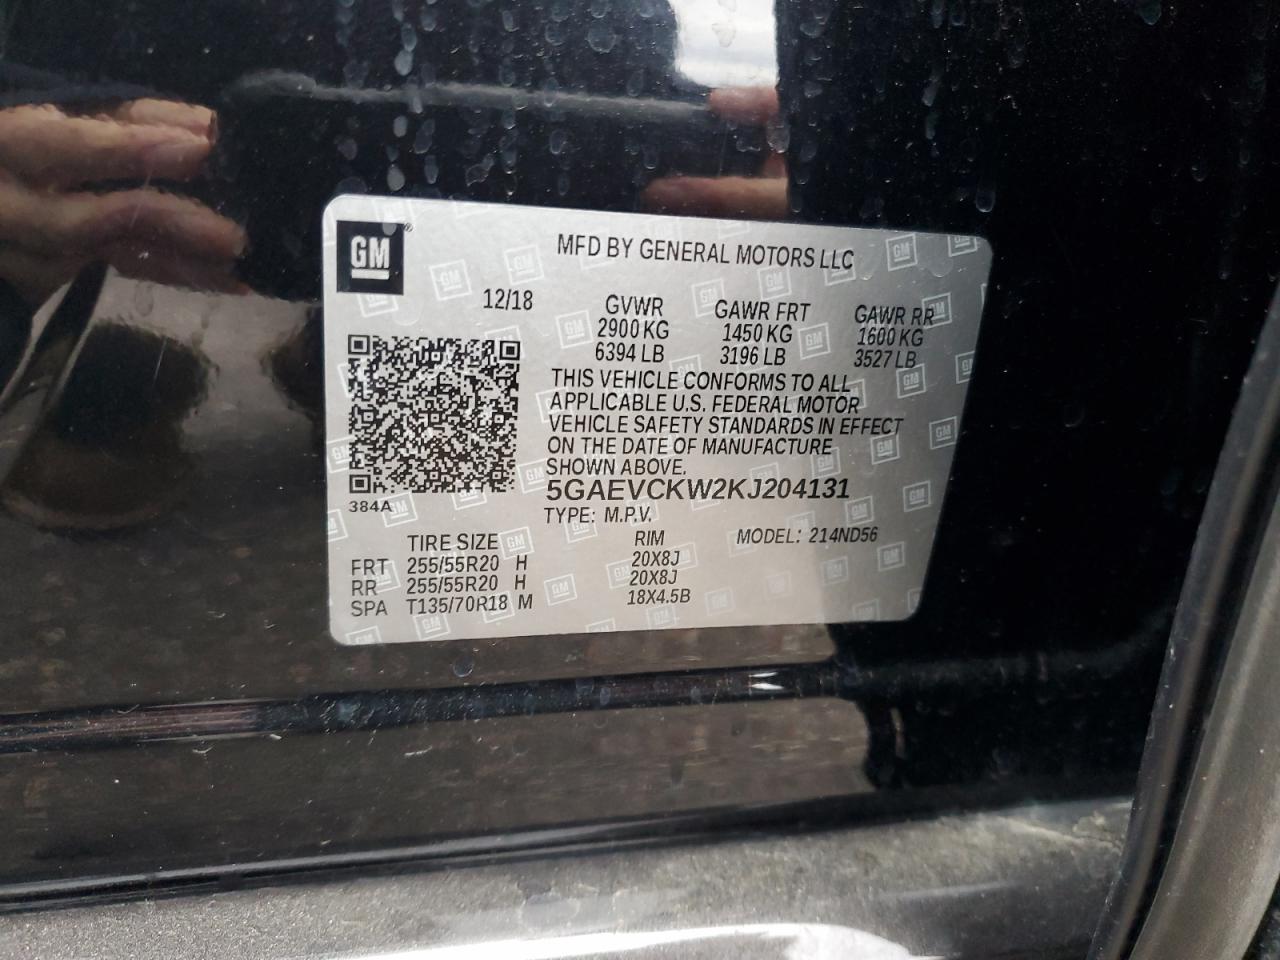 GM®
MFD BY GENERAL MOTORS LLC
12/18 GVWR GAWR FRT GAWR RR
2900 KG 1450 KG 1600 KG
6394 LB 3196 LB 3527 LB
THIS VEHICLE CONFORMS TO ALL
APPLICABLE U.S. FEDERAL MOTOR
VEHICLE SAFETY STANDARDS IN EFFECT
ON THE DATE OF MANUFACTURE
SHOWN ABOVE.
5GAEVCKW2KJ204131
384A
TYPE: M.P.V.
TIRE SIZE RIM MODEL: 214ND56
FRT 255/55R20 H 20X8J
RR 255/55R20 H 20X8J
SPA T135/70R18 M 18X4.5B